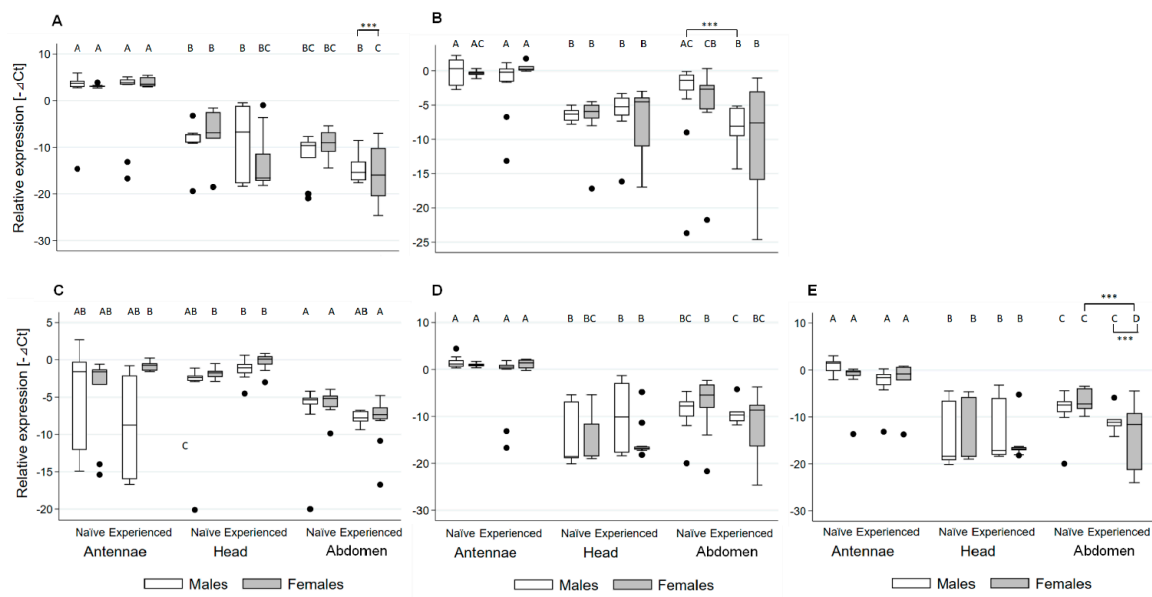 A
***
A A A A B B B BC BC BC B C
Relative expression [-⊿Ct]
10
0
-10
-20
-30
B
***
A AC A A B B B B AC CB B B
5
0
-5
-10
-15
-20
-25
C
AB AB AB B AB B B B A A AB A
Relative expression [-⊿Ct]
5
0
-5
-10
-15
-20
C
Naïve Experienced Naïve Experienced Naïve Experienced
Antennae Head Abdomen
Males Females
D
A A A A B BC B B BC B C BC
10
0
-10
-20
-30
Naïve Experienced Naïve Experienced Naïve Experienced
Antennae Head Abdomen
Males Females
E
***
A A A A B B B B C C C D
***
10
0
-10
-20
-30
Naïve Experienced Naïve Experienced Naïve Experienced
Antennae Head Abdomen
Males Females